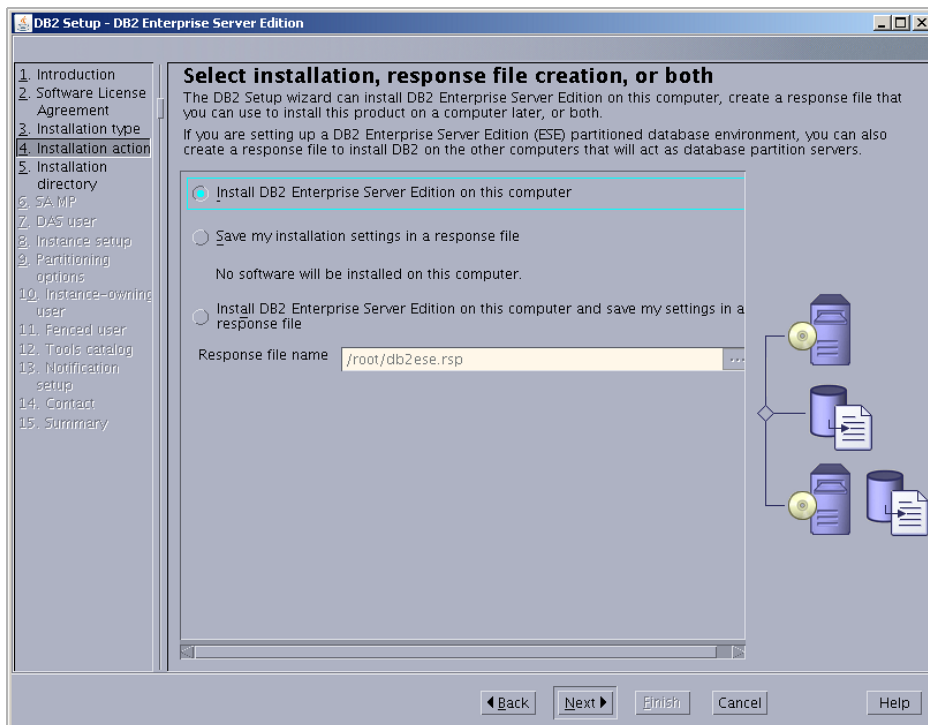 DB2 Setup - DB2 Enterprise Server Edition
1. Introduction
2. Software License
Agreement
3. Installation type
4. Installation action
5. Installation
directory
6. SA MP
7. DAS user
8. Instance setup
9. Partitioning
options
10. Instance-owning
user
11. Fenced user
12. Tools catalog
13. Notification
setup
14. Contact
15. Summary
Select installation, response file creation, or both
The DB2 Setup wizard can install DB2 Enterprise Server Edition on this computer, create a response file that
you can use to install this product on a computer later, or both.
If you are setting up a DB2 Enterprise Server Edition (ESE) partitioned database environment, you can also
create a response file to install DB2 on the other computers that will act as database partition servers.
Install DB2 Enterprise Server Edition on this computer
Save my installation settings in a response file
No software will be installed on this computer.
Install DB2 Enterprise Server Edition on this computer and save my settings in a
response file
Response file name
/root/db2ese.rsp
...
Back
Next
Finish
Cancel
Help